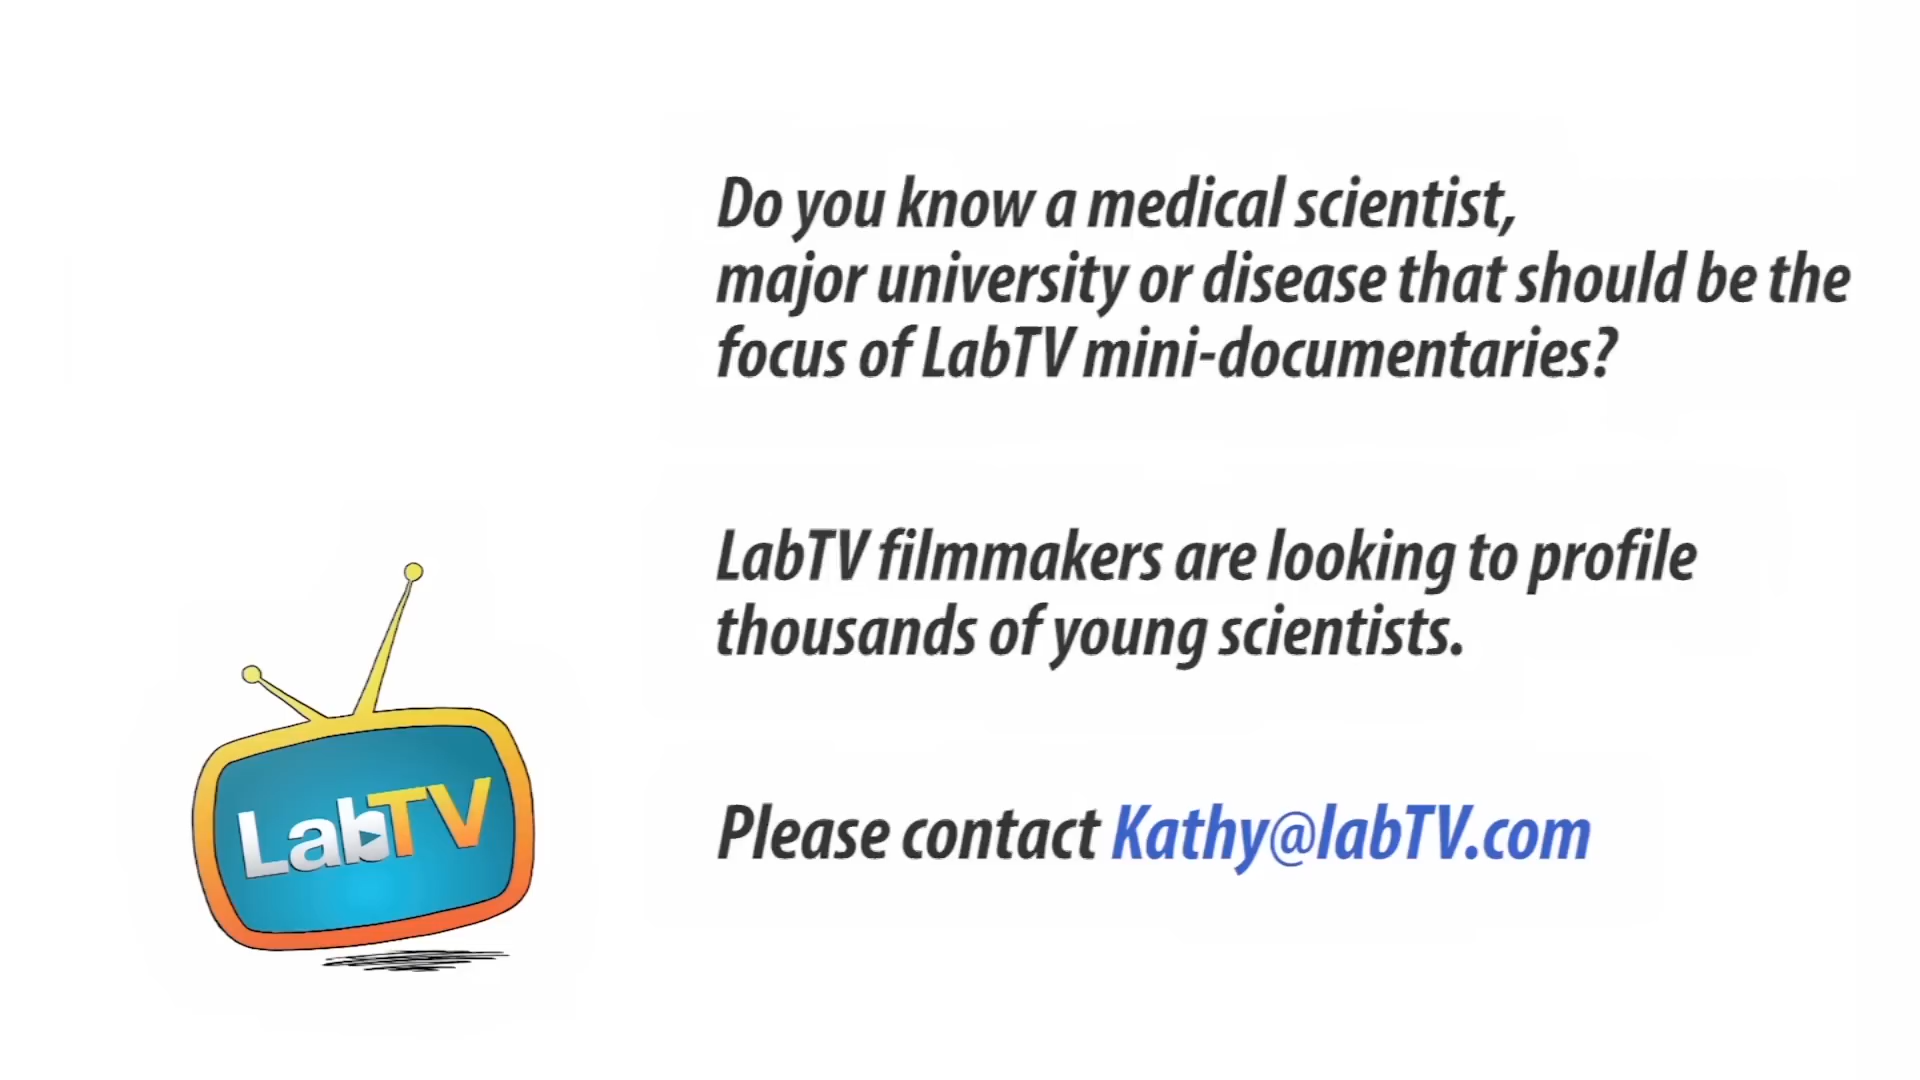 Do you know a medical scientist,
major university or disease that should be the
focus of LabTV mini-documentaries?
LabTV filmmakers are looking to profile
thousands of young scientists.
Please contact Kathy@labTV.com
LabTV